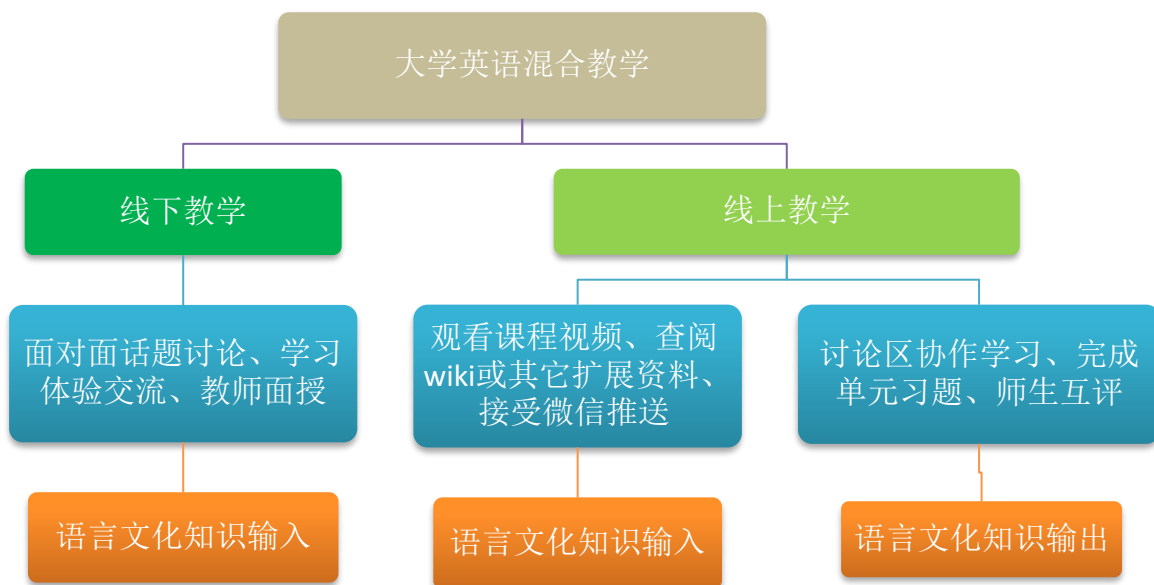 大学英语混合教学
线下教学
线上教学
面对面话题讨论、学习
体验交流、教师面授
观看课程视频、查阅
wiki或其它扩展资料、
接受微信推送
讨论区协作学习、完成
单元习题、师生互评
语言文化知识输入
语言文化知识输入
语言文化知识输出